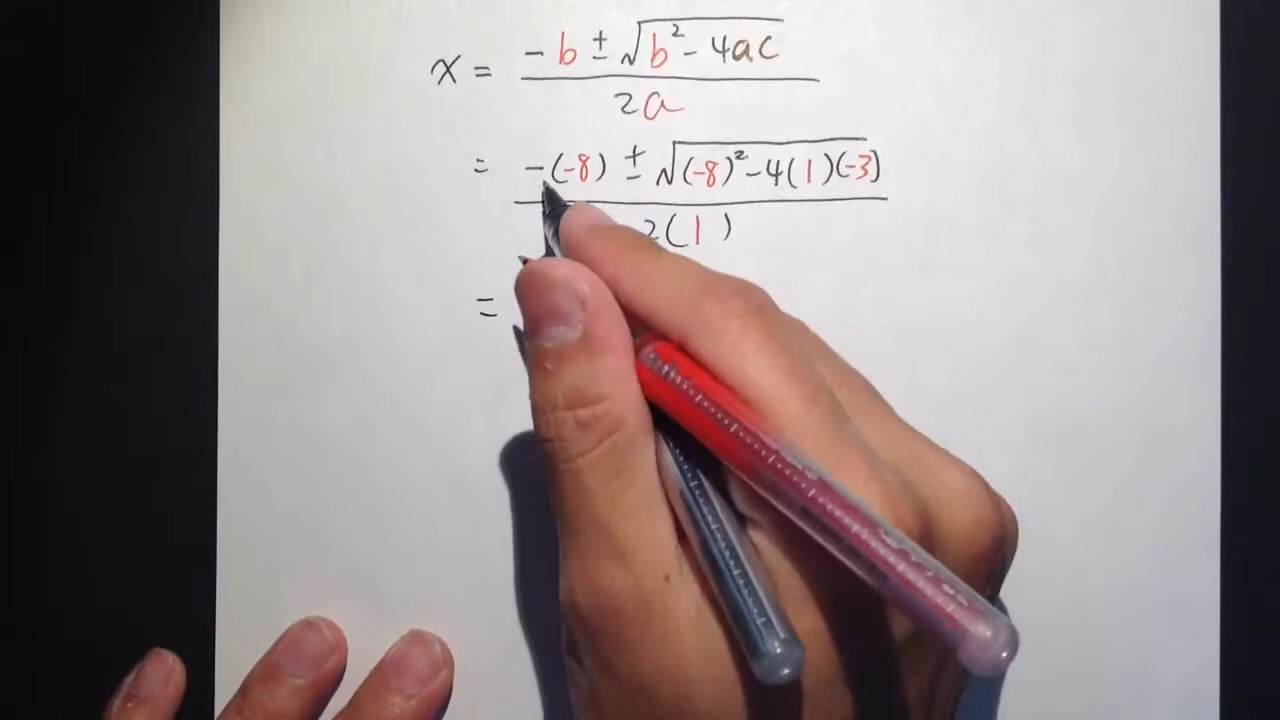 x = -b ± √b² - 4ac
2a
= -(-8) ± √(-8)² - 4(1)(-3)
2(1)
=